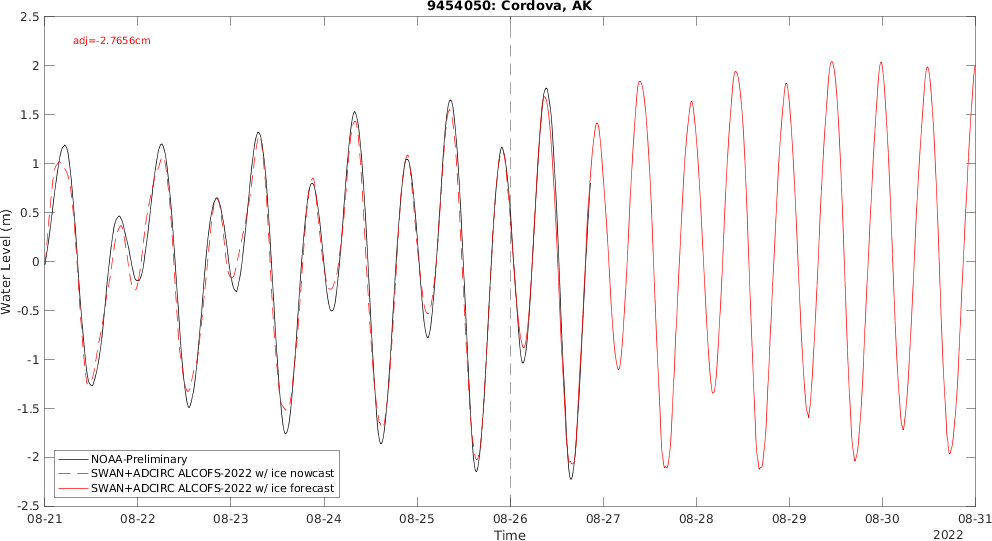 9454050: Cordova, AK
adj=-2.7656cm
2.5
2
1.5
1
0.5
0
-0.5
-1
-1.5
-2
-2.5
Water Level (m)
NOAA-Preliminary
SWAN+ADCIRC ALCOFS-2022 w/ ice nowcast
SWAN+ADCIRC ALCOFS-2022 w/ ice forecast
08-21 08-22 08-23 08-24 08-25 08-26 08-27 08-28 08-29 08-30 08-31
Time
2022